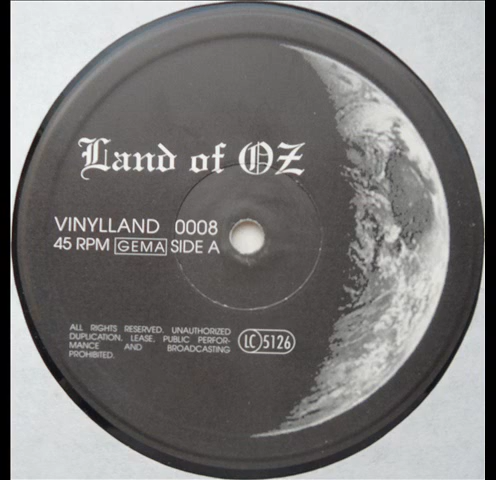 Land of OZ
VINYLLAND 0008
45 RPM GEMA SIDE A
ALL RIGHTS RESERVED. UNAUTHORIZED
DUPLICATION, LEASE, PUBLIC PERFOR-
MANCE AND BROADCASTING
PROHIBITED.
LC 5126